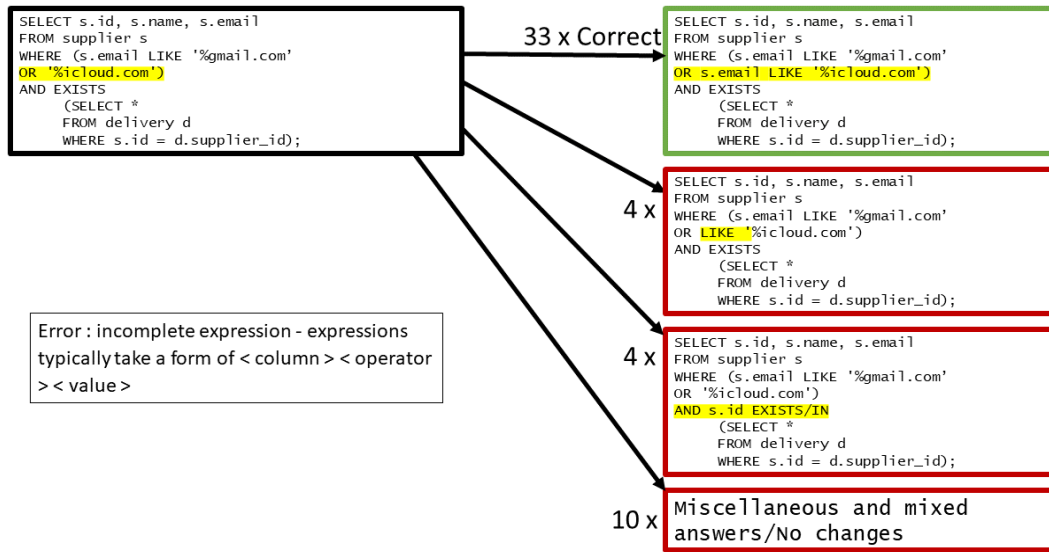 SELECT s.id, s.name, s.email
FROM supplier s
WHERE (s.email LIKE '%gmail.com’
OR '%icloud.com')
AND EXISTS
(SELECT *
FROM delivery d
WHERE s.id = d.supplier_id);
33 x Correct
SELECT s.id, s.name, s.email
FROM supplier s
WHERE (s.email LIKE '%gmail.com’
OR s.email LIKE '%icloud.com')
AND EXISTS
(SELECT *
FROM delivery d
WHERE s.id = d.supplier_id);
4 x
SELECT s.id, s.name, s.email
FROM supplier s
WHERE (s.email LIKE '%gmail.com’
OR LIKE '%icloud.com')
AND EXISTS
(SELECT *
FROM delivery d
WHERE s.id = d.supplier_id);
Error : incomplete expression - expressions
typically take a form of < column > < operator
> < value >
4 x
SELECT s.id, s.name, s.email
FROM supplier s
WHERE (s.email LIKE '%gmail.com’
OR '%icloud.com')
AND s.id EXISTS/IN
(SELECT *
FROM delivery d
WHERE s.id = d.supplier_id);
10 x
Miscellaneous and mixed
answers/No changes